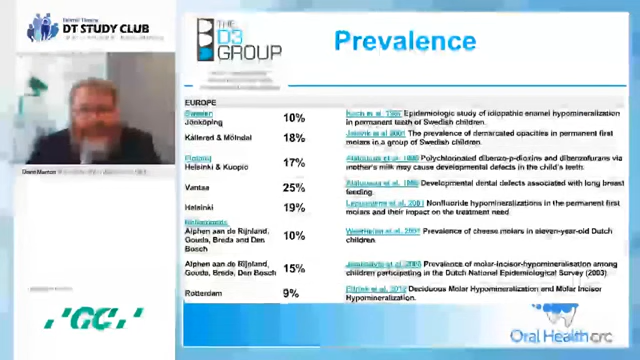 DT STUDY CLUB
THE
D3
GROUP
Prevalence
EUROPE
Sweden
Jönköping
10%
Koch et al. 1987 Epidemiologic study of idiopathic enamel hypomineralization
in permanent teeth of Swedish children.
Källered & Mölndal
18%
The prevalence of demarcated opacities in permanent first
molars in a group of Swedish children.
Finland
Helsinki & Kuopio
17%
Polychlorinated dibenzo-p-dioxins and dibenzofurans via
mother's milk may cause developmental defects in the child's teeth.
Vantaa
25%
Developmental dental defects associated with long breast
feeding.
Helsinki
19%
Nonfluoride hypomineralizations in the permanent first
molars and their impact on the treatment need
Netherlands
Alphen aan de Rijnland,
Gouda, Breda and Den
Bosch
10%
Prevalence of cheese molars in eleven-year-old Dutch
children.
Alphen aan de Rijnland,
Gouda, Breda, Den Bosch
15%
Prevalence of molar-incisor-hypomineralisation among
children participating in the Dutch National Epidemiological Survey (2003)
Rotterdam
9%
Deciduous Molar Hypomineralization and Molar Incisor
Hypomineralization.
GC
Oral Health CRC